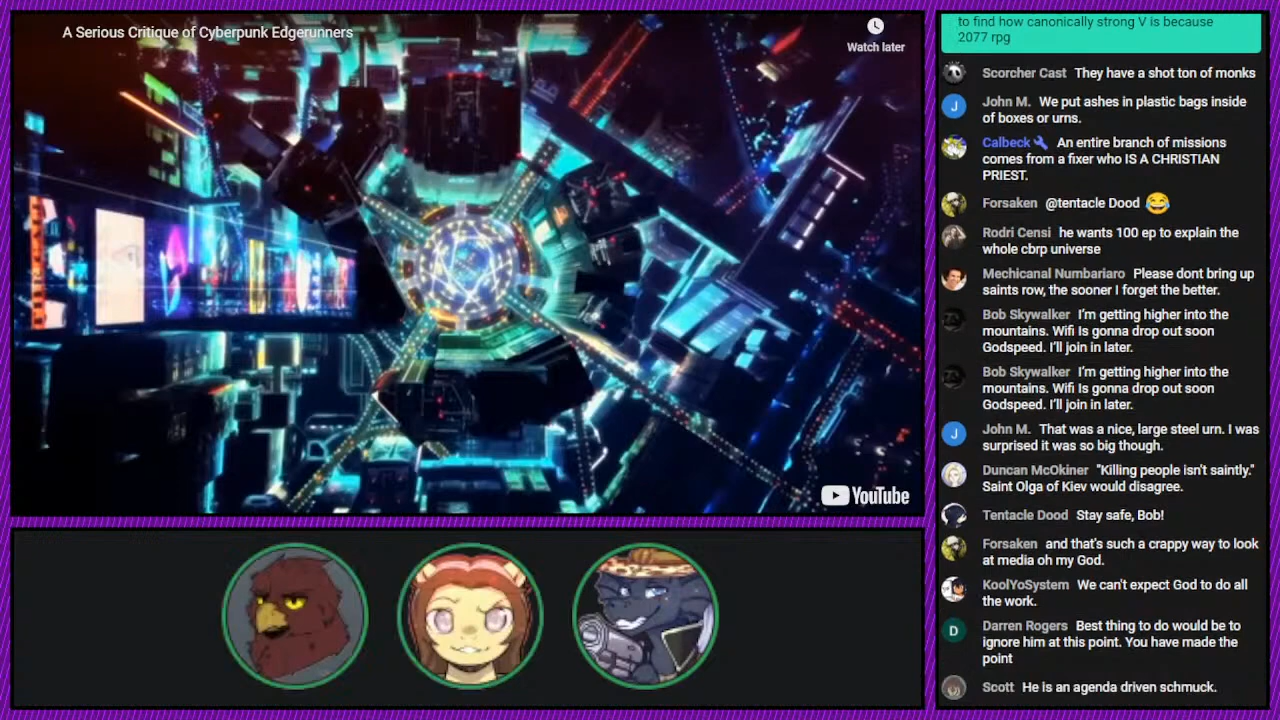 A Serious Critique of Cyberpunk Edgerunners
Watch later
YouTube
to find how canonically strong V is because
2077 rpg
Scorcher Cast They have a shot ton of monks
J John M. We put ashes in plastic bags inside
of boxes or urns.
Calbeck An entire branch of missions
comes from a fixer who IS A CHRISTIAN
PRIEST.
Forsaken @tentacle Dood 😂
Rodri Censi he wants 100 ep to explain the
whole cbrp universe
Mechicanal Numbariaro Please dont bring up
saints row, the sooner I forget the better.
Bob Skywalker I'm getting higher into the
mountains. Wifi Is gonna drop out soon
Godspeed. I'll join in later.
Bob Skywalker I'm getting higher into the
mountains. Wifi Is gonna drop out soon
Godspeed. I'll join in later.
J John M. That was a nice, large steel urn. I was
surprised it was so big though.
Duncan McOkiner "Killing people isn't saintly."
Saint Olga of Kiev would disagree.
Tentacle Dood Stay safe, Bob!
Forsaken and that's such a crappy way to look
at media oh my God.
KoolYoSystem We can't expect God to do all
the work.
D Darren Rogers Best thing to do would be to
ignore him at this point. You have made the
point
Scott He is an agenda driven schmuck.